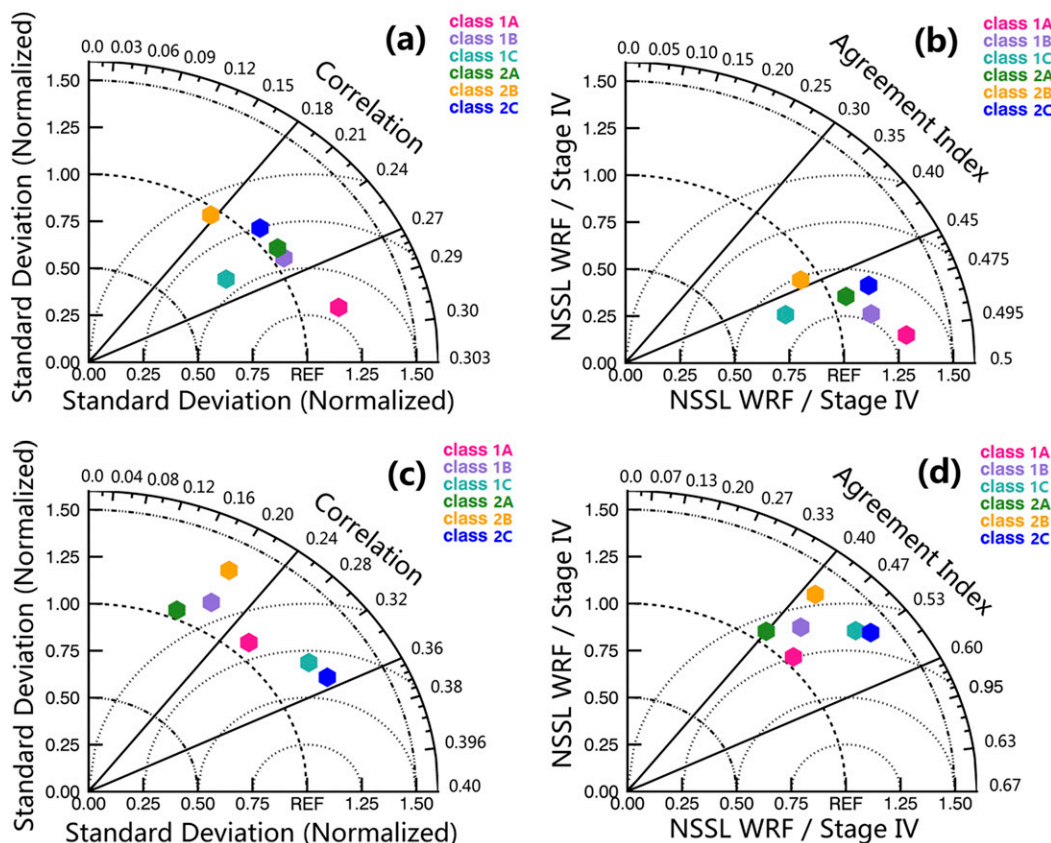 (a)
class 1A
class 1B
class 1C
class 2A
class 2B
class 2C
Correlation
0.0 0.03 0.06 0.09 0.12 0.15 0.18 0.21 0.24 0.27 0.29 0.30 0.303
Standard Deviation (Normalized)
1.50
1.25
1.00
0.75
0.50
0.25
0.00
0.00 0.25 0.50 0.75 REF 1.25 1.50
Standard Deviation (Normalized)
(b)
class 1A
class 1B
class 1C
class 2A
class 2B
class 2C
Agreement Index
0.0 0.05 0.10 0.15 0.20 0.25 0.30 0.35 0.40 0.45 0.475 0.495 0.5
NSSL WRF / Stage IV
1.50
1.25
1.00
0.75
0.50
0.25
0.00
0.00 0.25 0.50 0.75 REF 1.25 1.50
NSSL WRF / Stage IV
(c)
class 1A
class 1B
class 1C
class 2A
class 2B
class 2C
Correlation
0.0 0.04 0.08 0.12 0.16 0.20 0.24 0.28 0.32 0.36 0.38 0.396 0.40
Standard Deviation (Normalized)
1.50
1.25
1.00
0.75
0.50
0.25
0.00
0.00 0.25 0.50 0.75 REF 1.25 1.50
Standard Deviation (Normalized)
(d)
class 1A
class 1B
class 1C
class 2A
class 2B
class 2C
Agreement Index
0.0 0.07 0.13 0.20 0.27 0.33 0.40 0.47 0.53 0.60 0.95 0.63 0.67
NSSL WRF / Stage IV
1.50
1.25
1.00
0.75
0.50
0.25
0.00
0.00 0.25 0.50 0.75 REF 1.25 1.50
NSSL WRF / Stage IV